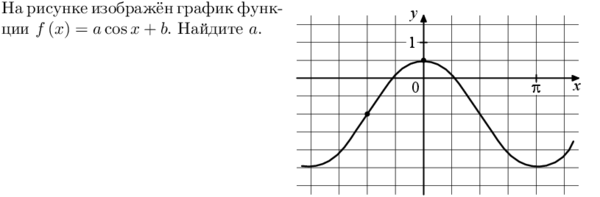 На рисунке изображён график функ-
ции f (x) = a cos x + b. Найдите a.
y
1
0
π
x